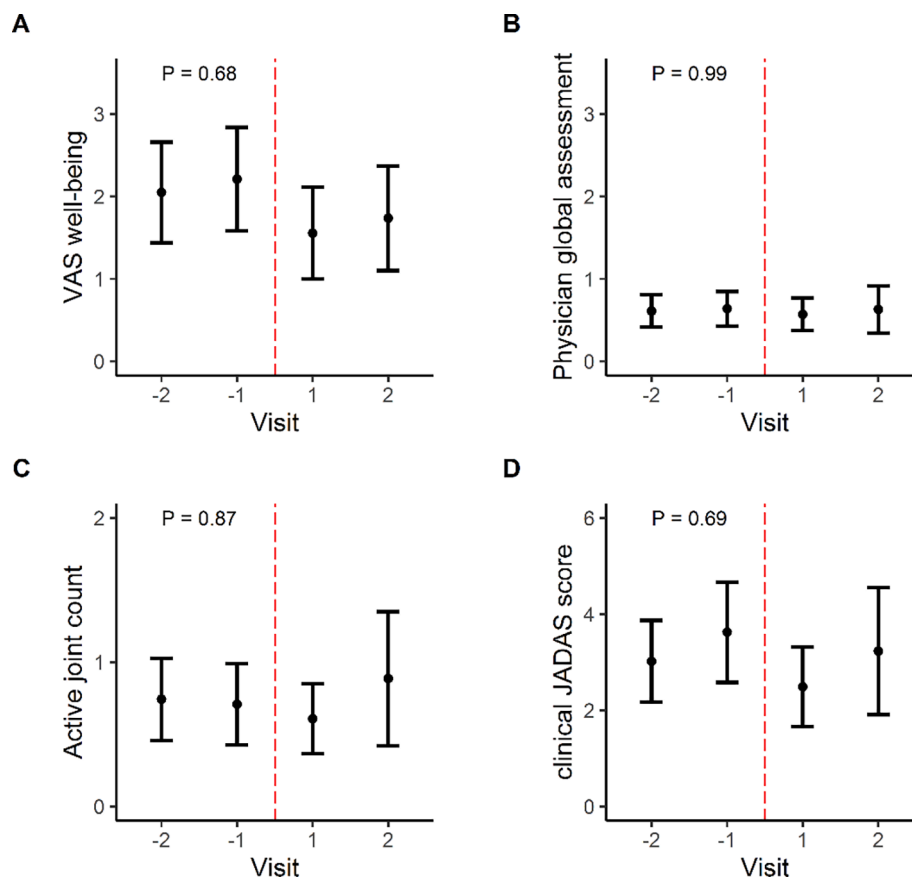 A
P = 0.68
VAS well-being
3
2
1
0
-2 -1 1 2
Visit
B
P = 0.99
Physician global assessment
3
2
1
0
-2 -1 1 2
Visit
C
P = 0.87
Active joint count
2
1
0
-2 -1 1 2
Visit
D
P = 0.69
clinical JADAS score
6
4
2
0
-2 -1 1 2
Visit